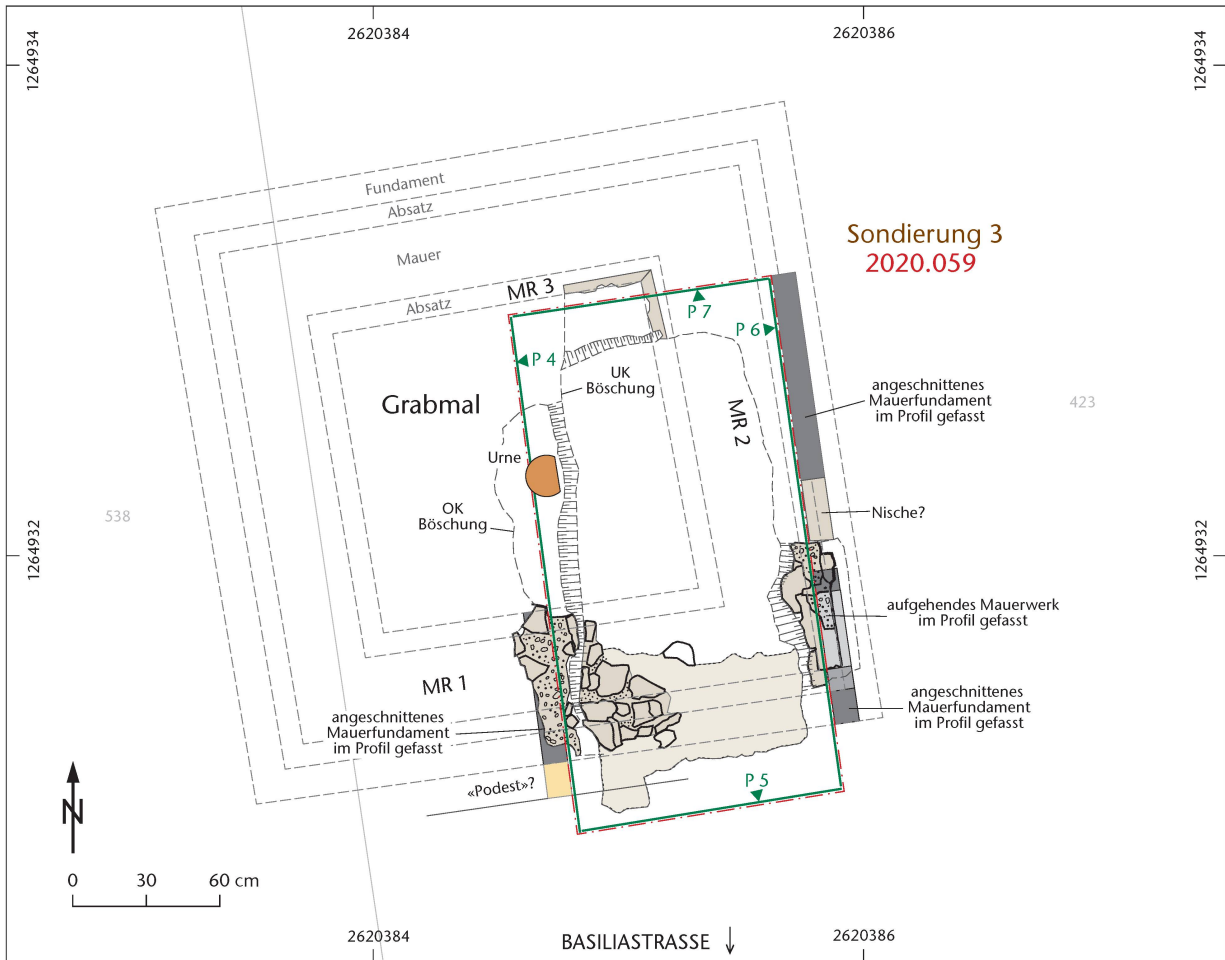 2620384
2620386
1264934
1264934
Fundament
Absatz
Mauer
Absatz
Sondierung 3
2020.059
MR 3
P 7
P 6
P 4
UK
Böschung
Grabmal
MR 2
angeschnittenes
Mauerfundament
im Profil gefasst
423
Urne
OK
Böschung
Nische?
538
1264932
1264932
aufgehendes Mauerwerk
im Profil gefasst
MR 1
angeschnittenes
Mauerfundament
im Profil gefasst
angeschnittenes
Mauerfundament
im Profil gefasst
«Podest»?
P 5
N
0 30 60 cm
2620384
BASILIASTRASSE ↓
2620386